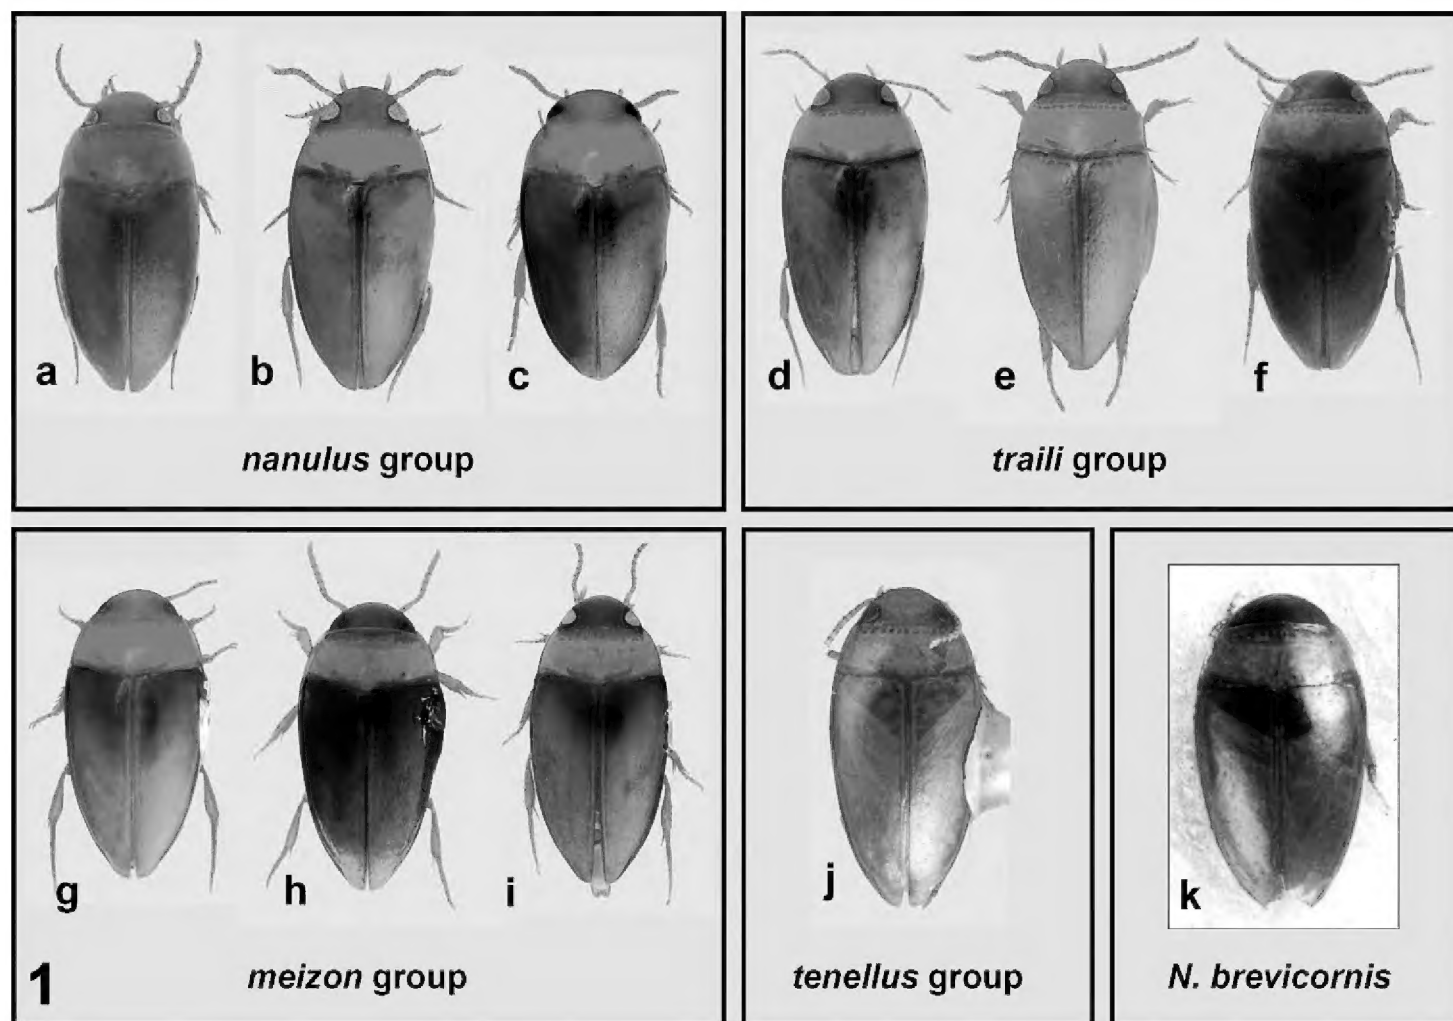 a
b
c
nanulus group
d
e
f
traili group
g
h
i
1
meizon group
j
tenellus group
k
N. brevicornis